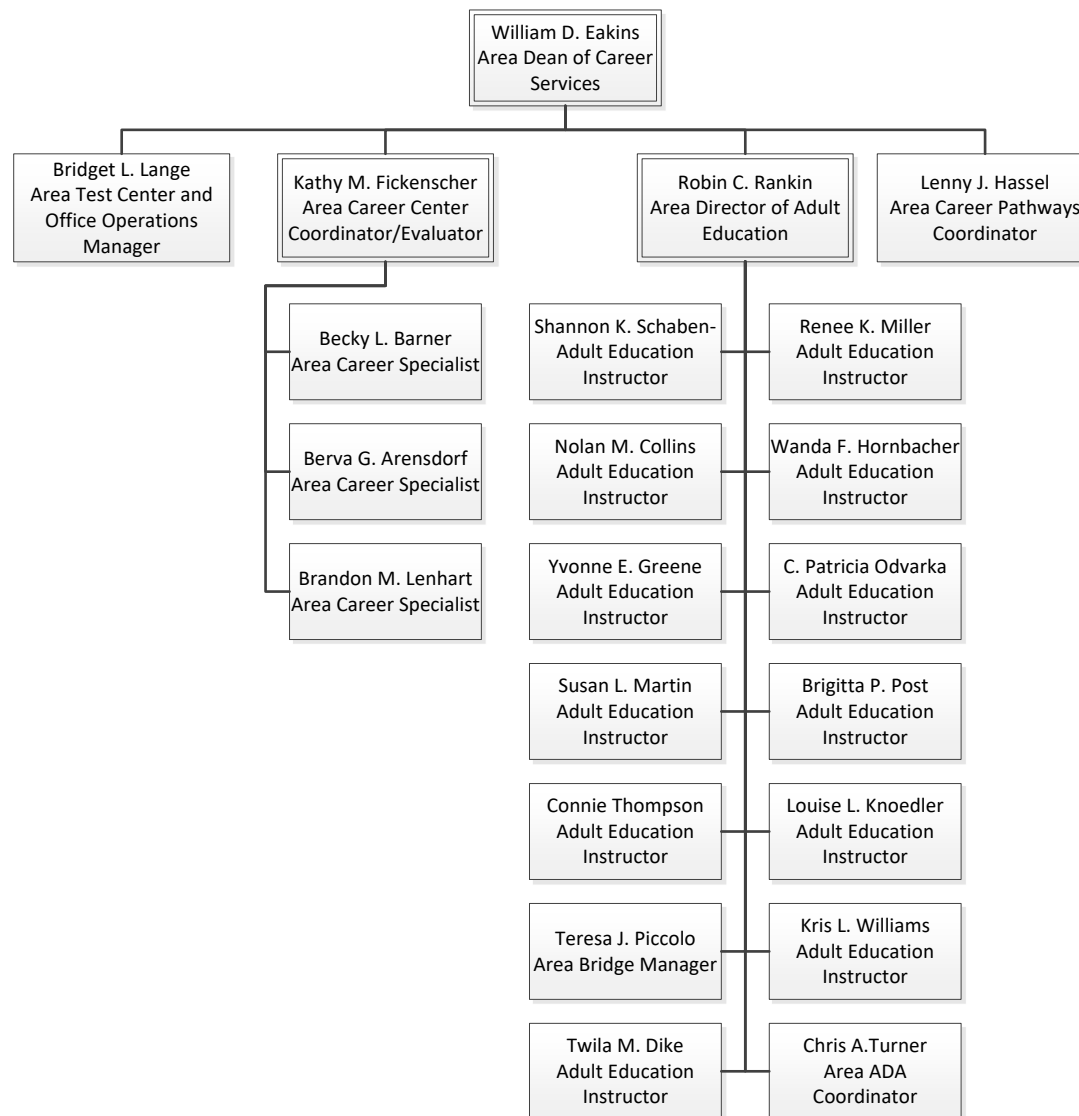 William D. Eakins
Area Dean of Career
Services
Bridget L. Lange
Area Test Center and
Office Operations
Manager
Kathy M. Fickenscher
Area Career Center
Coordinator/Evaluator
Robin C. Rankin
Area Director of Adult
Education
Lenny J. Hassel
Area Career Pathways
Coordinator
Becky L. Barner
Area Career Specialist
Berva G. Arensdorf
Area Career Specialist
Brandon M. Lenhart
Area Career Specialist
Shannon K. Schaben-
Adult Education
Instructor
Renee K. Miller
Adult Education
Instructor
Nolan M. Collins
Adult Education
Instructor
Wanda F. Hornbacher
Adult Education
Instructor
Yvonne E. Greene
Adult Education
Instructor
C. Patricia Odvarka
Adult Education
Instructor
Susan L. Martin
Adult Education
Instructor
Brigitta P. Post
Adult Education
Instructor
Connie Thompson
Adult Education
Instructor
Louise L. Knoedler
Adult Education
Instructor
Teresa J. Piccolo
Area Bridge Manager
Kris L. Williams
Adult Education
Instructor
Twila M. Dike
Adult Education
Instructor
Chris A.Turner
Area ADA
Coordinator